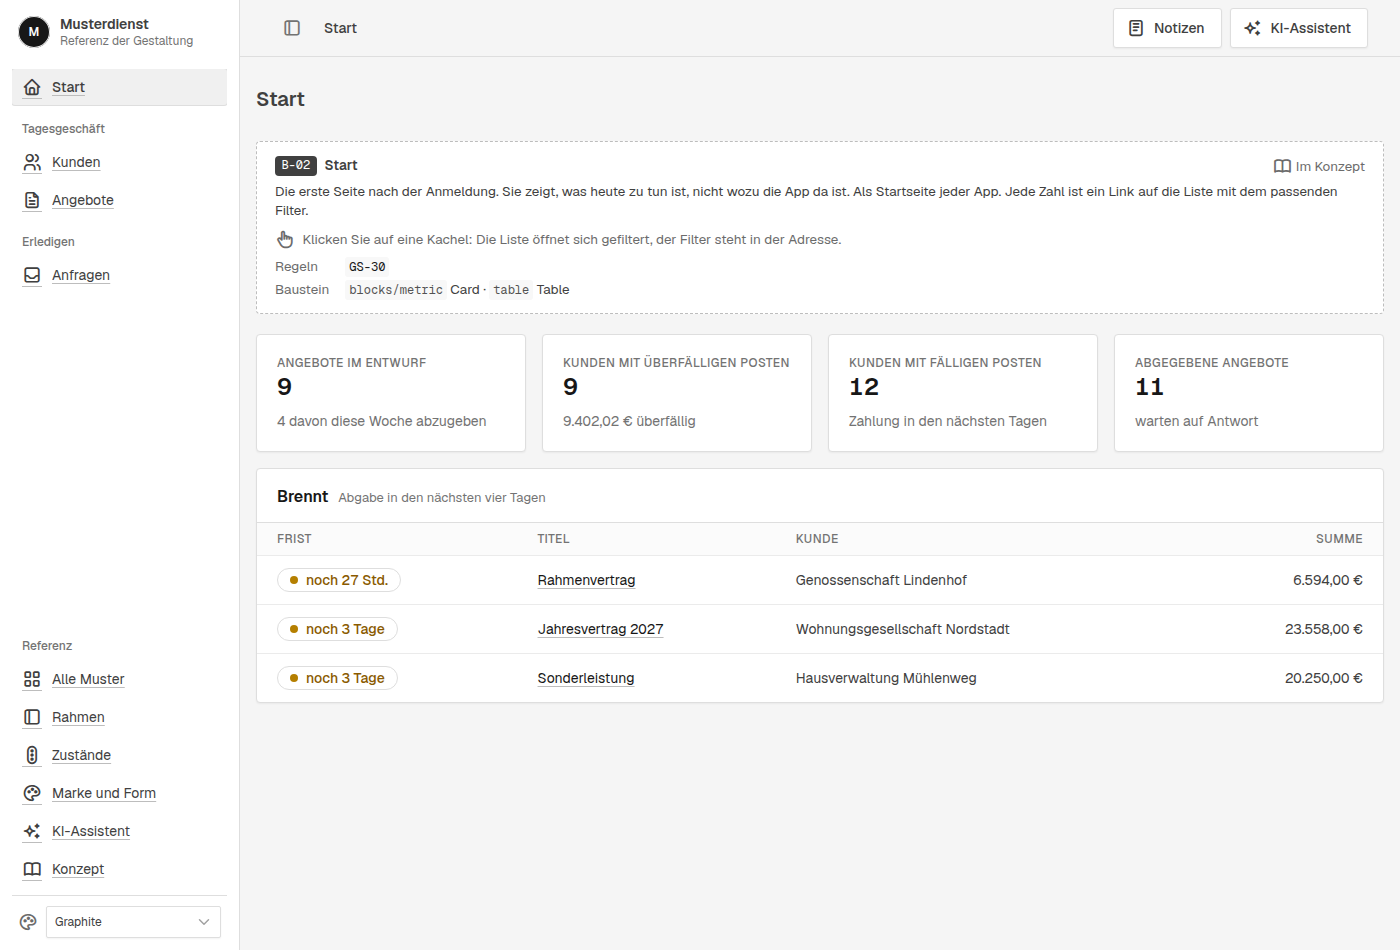 M
Musterdienst
Referenz der Gestaltung
Start
Tagesgeschäft
Kunden
Angebote
Erledigen
Anfragen
Referenz
Alle Muster
Rahmen
Zustände
Marke und Form
KI-Assistent
Konzept
Graphite
Start
Notizen
KI-Assistent
Start
B-02 Start
Im Konzept
Die erste Seite nach der Anmeldung. Sie zeigt, was heute zu tun ist, nicht wozu die App da ist. Als Startseite jeder App. Jede Zahl ist ein Link auf die Liste mit dem passenden
Filter.
Klicken Sie auf eine Kachel: Die Liste öffnet sich gefiltert, der Filter steht in der Adresse.
Regeln GS-30
Baustein blocks/metric Card · table Table
ANGEBOTE IM ENTWURF
9
4 davon diese Woche abzugeben
KUNDEN MIT ÜBERFÄLLIGEN POSTEN
9
9.402,02 € überfällig
KUNDEN MIT FÄLLIGEN POSTEN
12
Zahlung in den nächsten Tagen
ABGEGEBENE ANGEBOTE
11
warten auf Antwort
Brennt Abgabe in den nächsten vier Tagen
FRIST TITEL KUNDE SUMME
noch 27 Std. Rahmenvertrag Genossenschaft Lindenhof 6.594,00 €
noch 3 Tage Jahresvertrag 2027 Wohnungsgesellschaft Nordstadt 23.558,00 €
noch 3 Tage Sonderleistung Hausverwaltung Mühlenweg 20.250,00 €